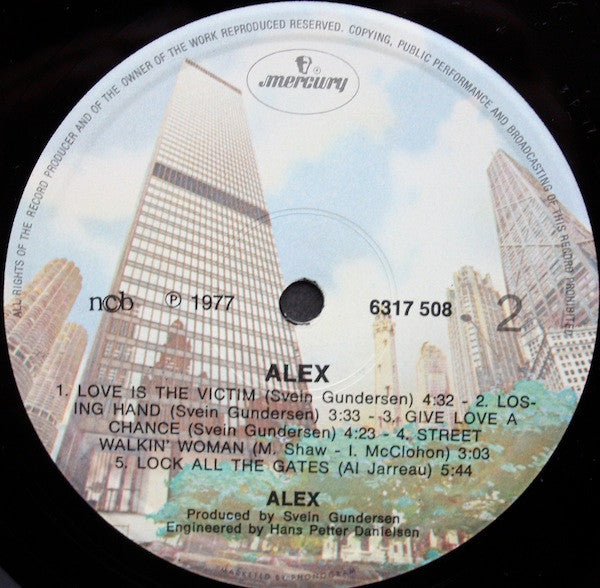 ALL RIGHTS OF THE RECORD PRODUCER AND OF THE OWNER OF THE WORK REPRODUCED RESERVED. COPYING, PUBLIC PERFORMANCE AND BROADCASTING OF THIS RECORD PROHIBITED
mercury
ncb ℗ 1977 6317 508 . 2
ALEX
1. LOVE IS THE VICTIM (Svein Gundersen) 4:32 - 2. LOS-
ING HAND (Svein Gundersen) 3:33 - 3. GIVE LOVE A
CHANCE (Svein Gundersen) 4:23 - 4. STREET
WALKIN' WOMAN (M. Shaw - I. McClohon) 3:03
5. LOCK ALL THE GATES (Al Jarreau) 5:44
ALEX
Produced by Svein Gundersen
Engineered by Hans Petter Danielsen
MARKETED BY PHONOGRAM